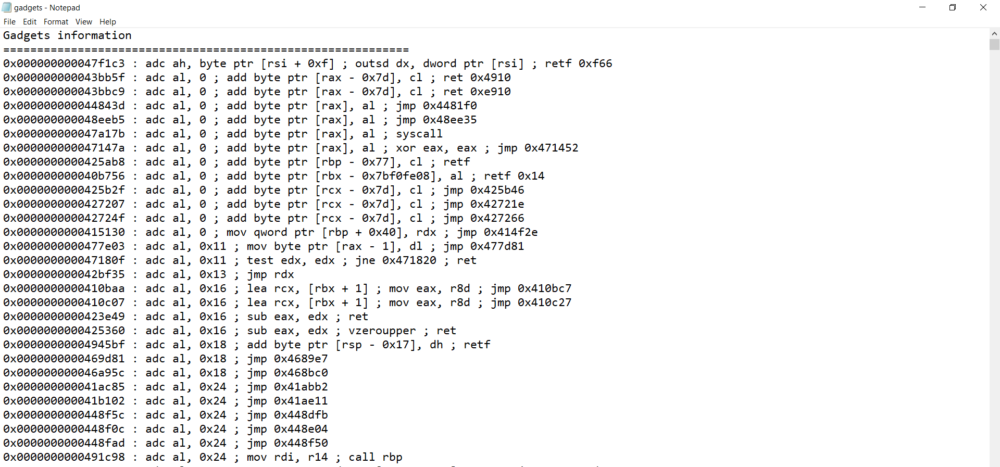 gadgets - Notepad
File Edit Format View Help
Gadgets information
============================================================
0x000000000047f1c3 : adc ah, byte ptr [rsi + 0xf] ; outsd dx, dword ptr [rsi] ; retf 0xf66
0x000000000043bb5f : adc al, 0 ; add byte ptr [rax - 0x7d], cl ; ret 0x4910
0x000000000043bbc9 : adc al, 0 ; add byte ptr [rax - 0x7d], cl ; ret 0xe910
0x000000000044843d : adc al, 0 ; add byte ptr [rax], al ; jmp 0x4481f0
0x000000000048eeb5 : adc al, 0 ; add byte ptr [rax], al ; jmp 0x48ee35
0x000000000047a17b : adc al, 0 ; add byte ptr [rax], al ; syscall
0x000000000047147a : adc al, 0 ; add byte ptr [rax], al ; xor eax, eax ; jmp 0x471452
0x0000000000425ab8 : adc al, 0 ; add byte ptr [rbp - 0x77], cl ; retf
0x000000000040b756 : adc al, 0 ; add byte ptr [rbx - 0x7bf0fe08], al ; retf 0x14
0x0000000000425b2f : adc al, 0 ; add byte ptr [rcx - 0x7d], cl ; jmp 0x425b46
0x0000000000427207 : adc al, 0 ; add byte ptr [rcx - 0x7d], cl ; jmp 0x42721e
0x000000000042724f : adc al, 0 ; add byte ptr [rcx - 0x7d], cl ; jmp 0x427266
0x0000000000415130 : adc al, 0 ; mov qword ptr [rbp + 0x40], rdx ; jmp 0x414f2e
0x0000000000477e03 : adc al, 0x11 ; mov byte ptr [rax - 1], dl ; jmp 0x477d81
0x000000000047180f : adc al, 0x11 ; test edx, edx ; jne 0x471820 ; ret
0x000000000042bf35 : adc al, 0x13 ; jmp rdx
0x0000000000410baa : adc al, 0x16 ; lea rcx, [rbx + 1] ; mov eax, r8d ; jmp 0x410bc7
0x0000000000410c07 : adc al, 0x16 ; lea rcx, [rbx + 1] ; mov eax, r8d ; jmp 0x410c27
0x0000000000423e49 : adc al, 0x16 ; sub eax, edx ; ret
0x0000000000425360 : adc al, 0x16 ; sub eax, edx ; vzeroupper ; ret
0x00000000004945bf : adc al, 0x18 ; add byte ptr [rsp - 0x17], dh ; retf
0x0000000000469d81 : adc al, 0x18 ; jmp 0x4689e7
0x000000000046a95c : adc al, 0x18 ; jmp 0x468bc0
0x000000000041ac85 : adc al, 0x24 ; jmp 0x41abb2
0x000000000041b102 : adc al, 0x24 ; jmp 0x41ae11
0x0000000000448f5c : adc al, 0x24 ; jmp 0x448dfb
0x0000000000448f0c : adc al, 0x24 ; jmp 0x448e04
0x0000000000448fad : adc al, 0x24 ; jmp 0x448f50
0x0000000000491c98 : adc al, 0x24 ; mov rdi, r14 ; call rbp